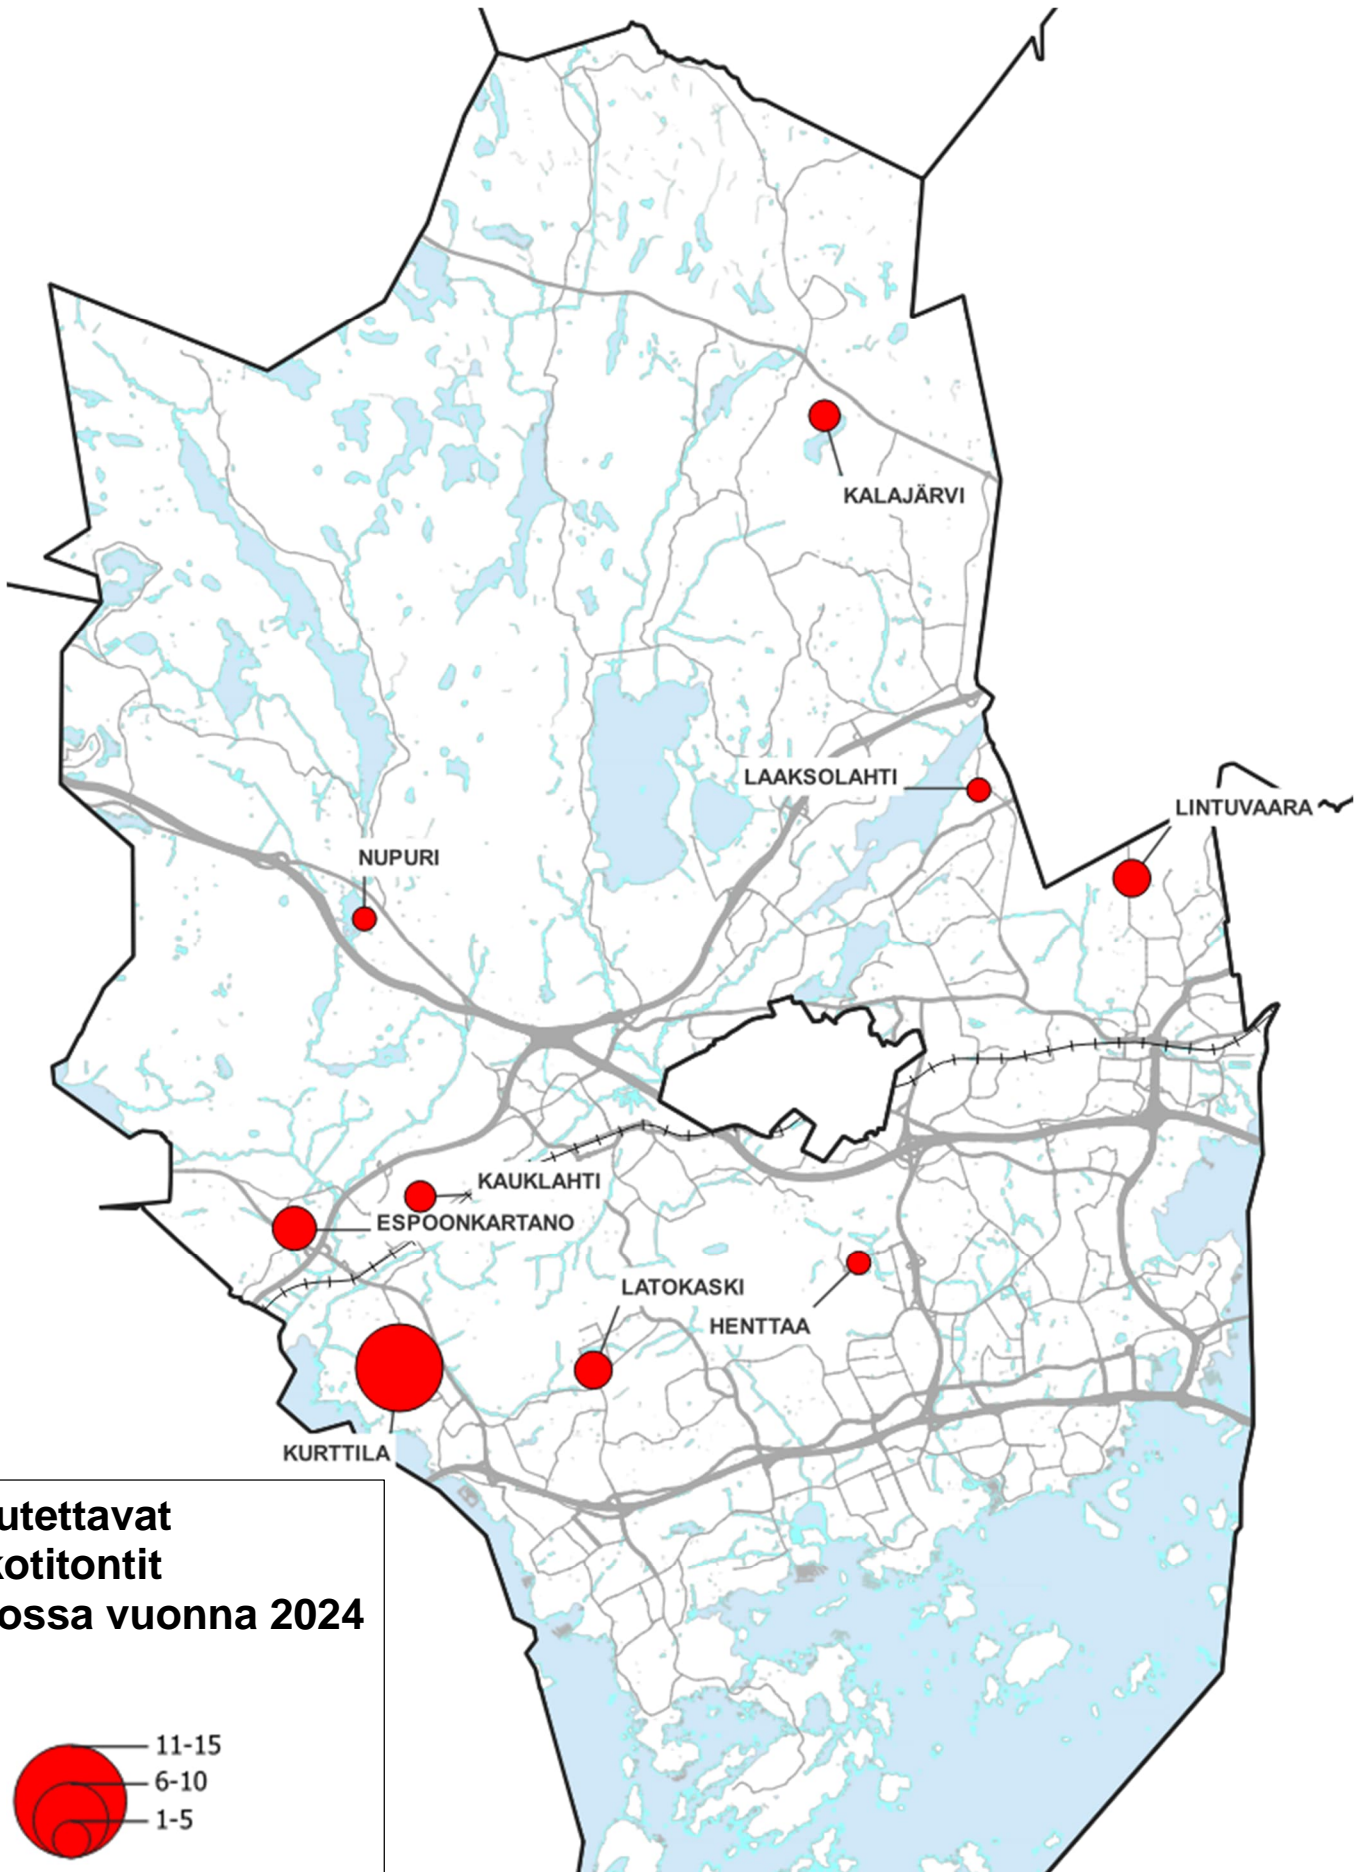 KALAJÄRVI
LAAKSOLAHTI
LINTUVAARA
NUPURI
KAUKLAHTI
ESPOONKARTANO
LATOKASKI
HENTTAA
KURTTILA
utettavat
kotitontit
ossa vuonna 2024
11-15
6-10
1-5